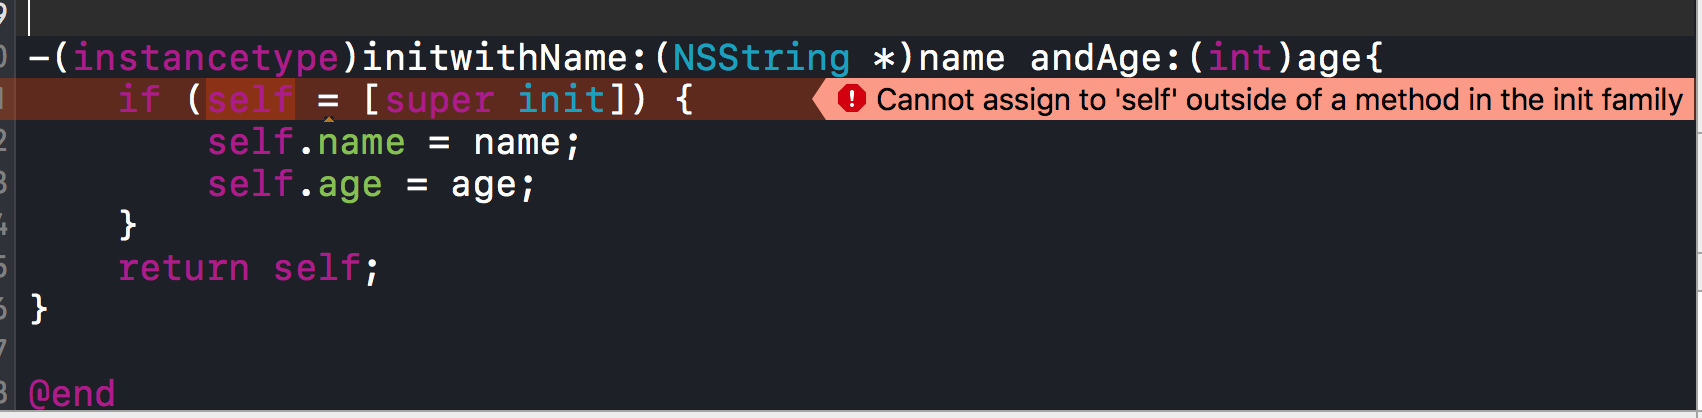 9
0 -(instancetype)initwithName:(NSString *)name andAge:(int)age{
1 if (self = [super init]) { Cannot assign to 'self' outside of a method in the init family
2 self.name = name;
3 self.age = age;
4 }
5 return self;
6 }
7
8 @end